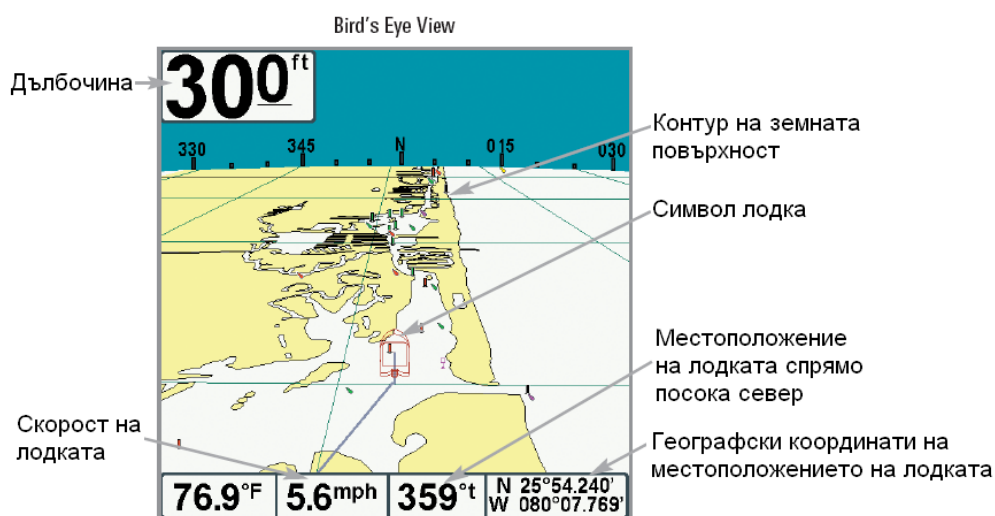 Bird's Eye View
300 ft
Дълбочина
330 345 N 015 030
Контур на земната
повърхност
Символ лодка
Местоположение
на лодката спрямо
посока север
Скорост на
лодката
Географски координати на
местоположението на лодката
76.9°F
5.6mph
359°t
N 25°54.240'
W 080°07.769'